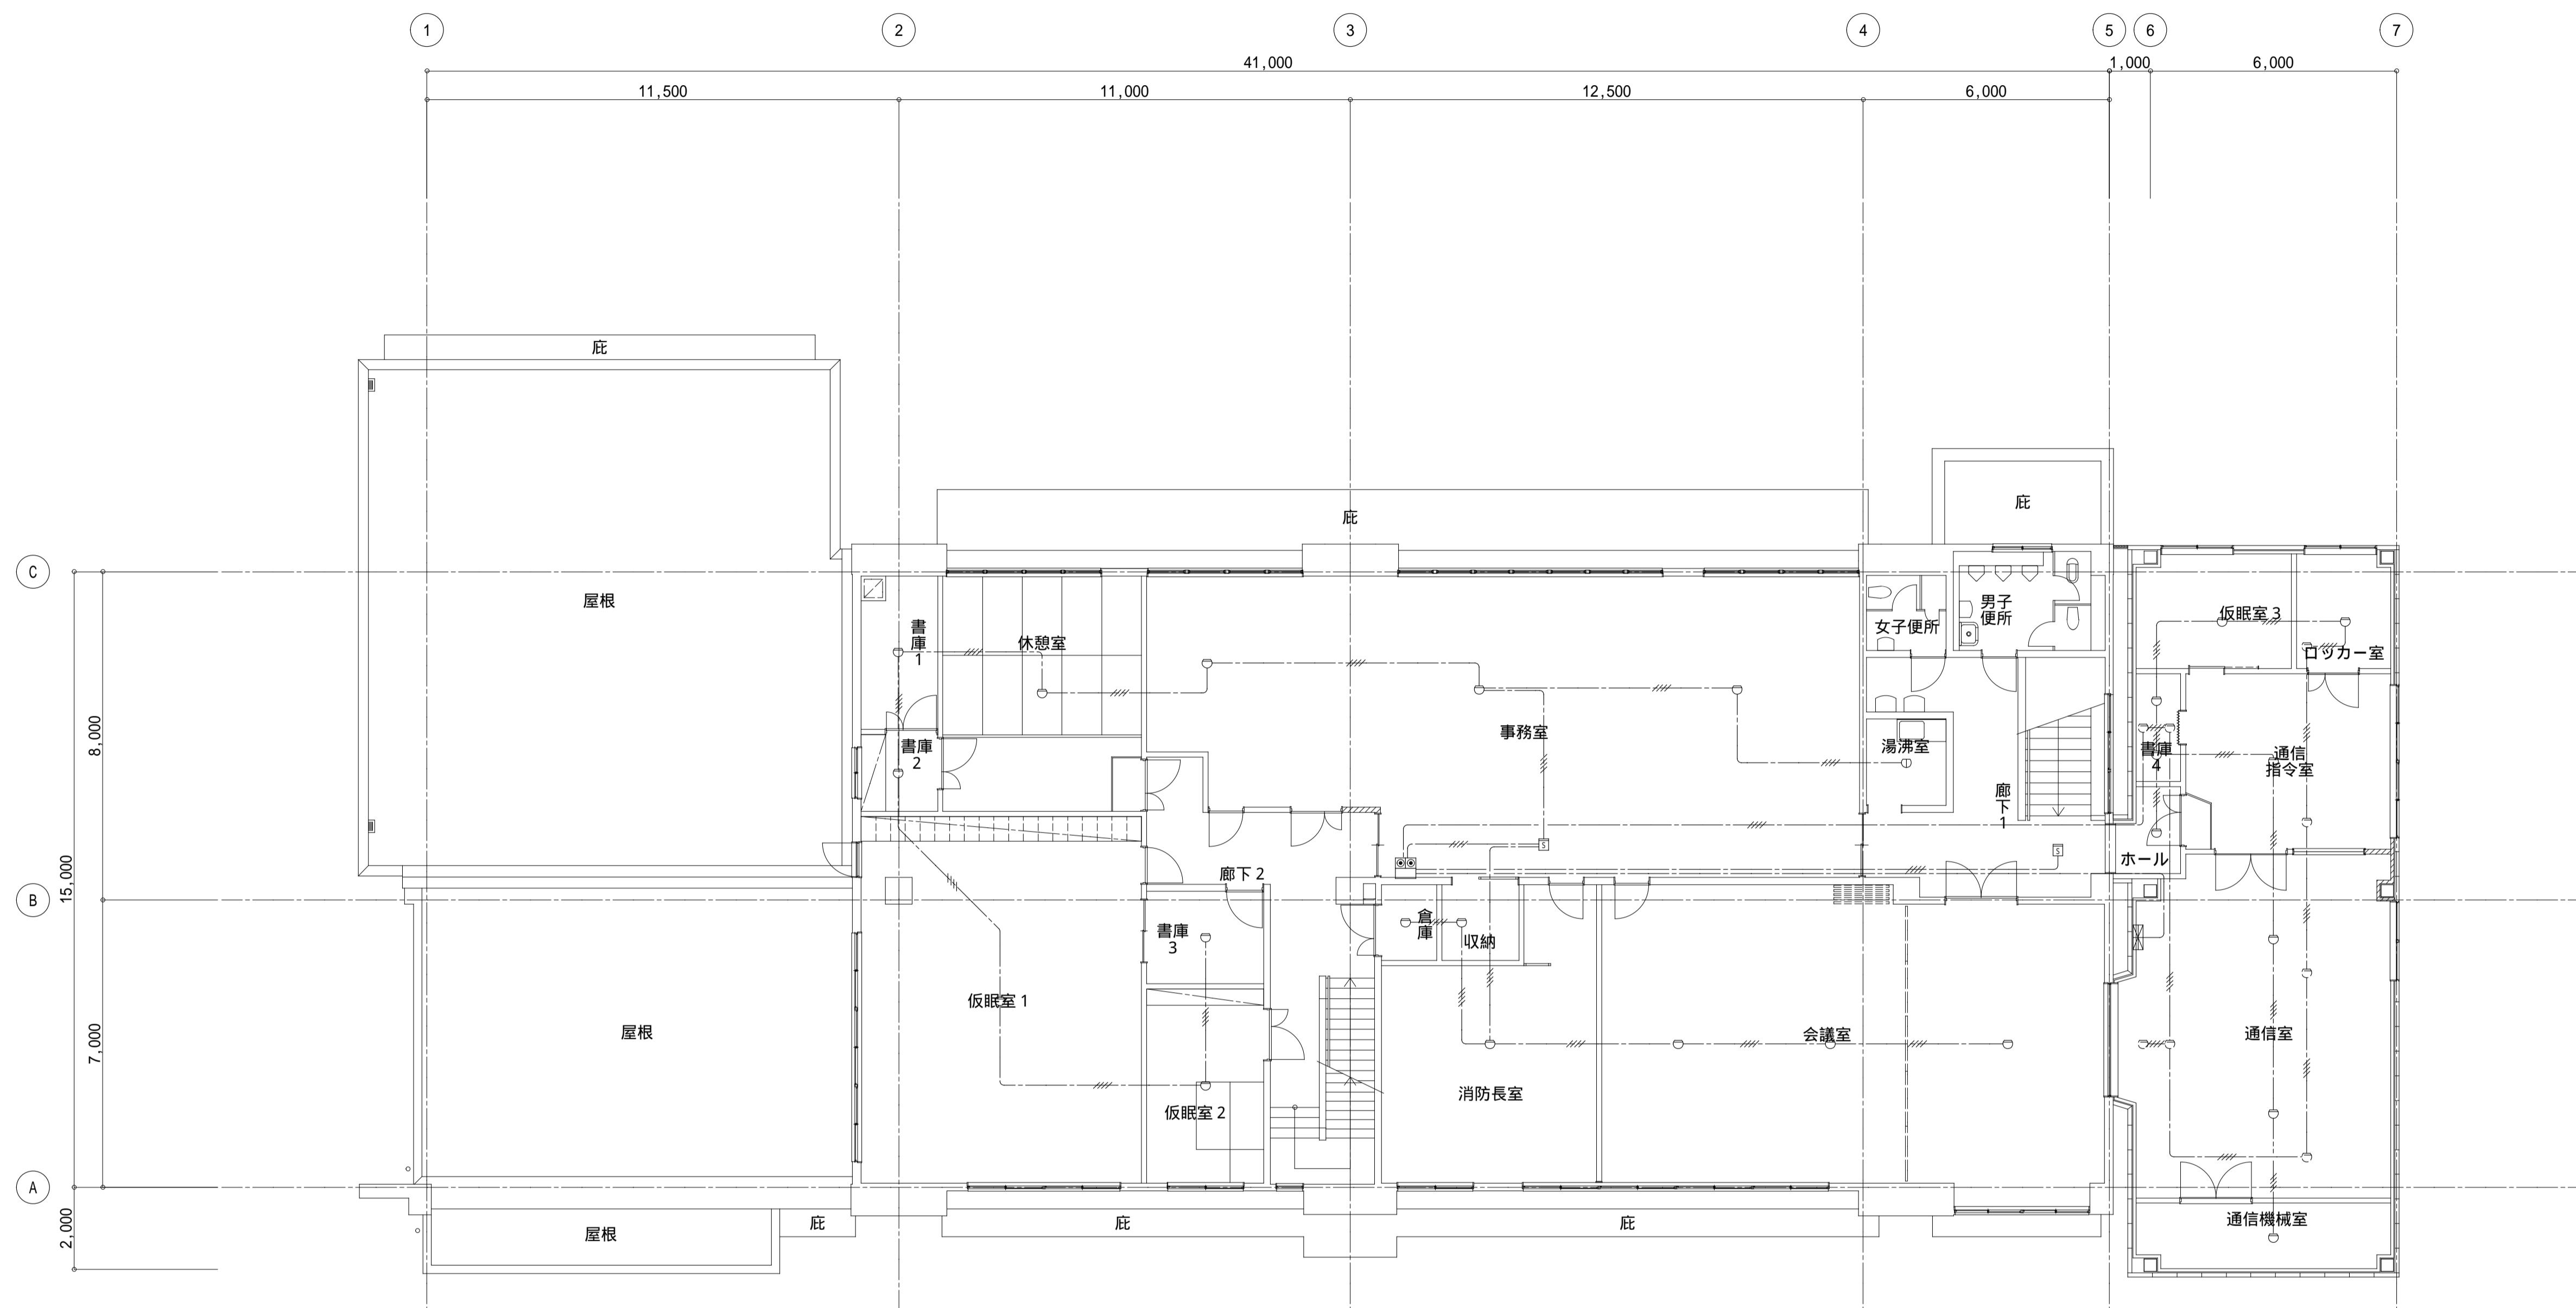 1
2
3
4
5
6
7
41,000
1,000
6,000
11,500
11,000
12,500
6,000
庇
庇
庇
C
屋根
書庫1
休憩室
女子便所
男子
便所
仮眠室3
ロッカー室
8,000
書庫
2
事務室
湯沸室
廊下1
書庫
4
通信
指令室
S
S
ホール
15,000
B
廊下2
倉庫
収納
書庫
3
仮眠室1
7,000
屋根
会議室
通信室
消防長室
仮眠室2
A
2,000
屋根
庇
庇
庇
通信機械室